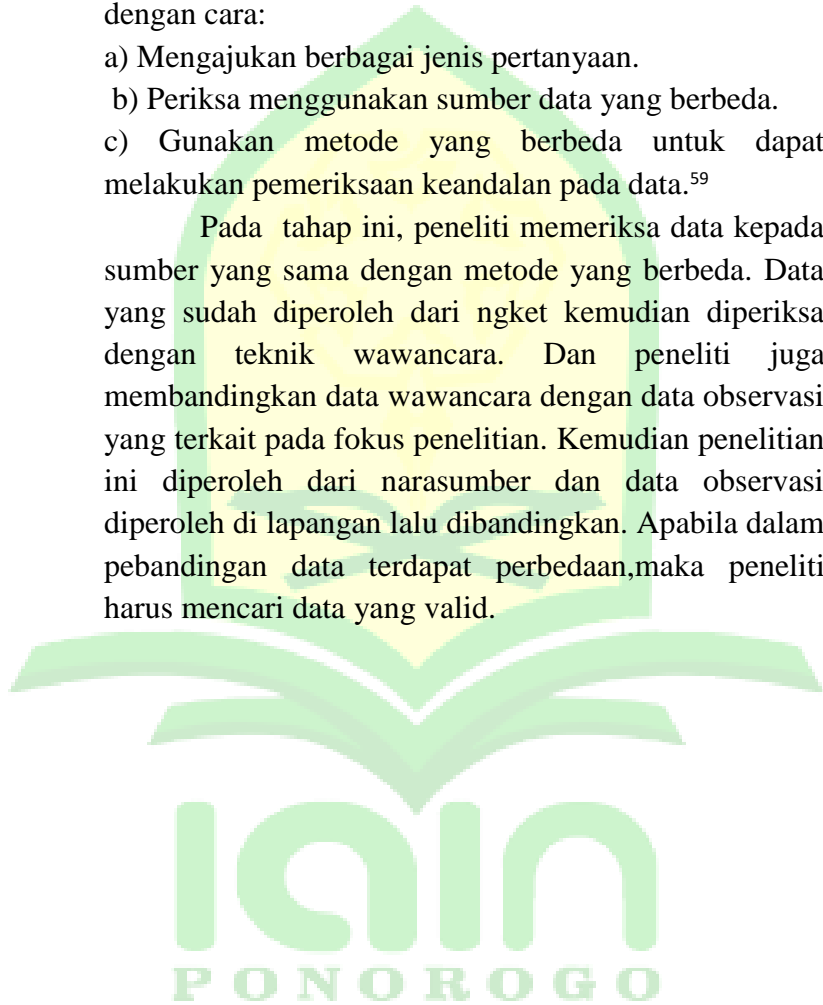 dengan cara:
a) Mengajukan berbagai jenis pertanyaan.
b) Periksa menggunakan sumber data yang berbeda.
c) Gunakan metode yang berbeda untuk dapat
melakukan pemeriksaan keandalan pada data.⁵⁹
Pada tahap ini, peneliti memeriksa data kepada
sumber yang sama dengan metode yang berbeda. Data
yang sudah diperoleh dari ngket kemudian diperiksa
dengan teknik wawancara. Dan peneliti juga
membandingkan data wawancara dengan data observasi
yang terkait pada fokus penelitian. Kemudian penelitian
ini diperoleh dari narasumber dan data observasi
diperoleh di lapangan lalu dibandingkan. Apabila dalam
pebandingan data terdapat perbedaan,maka peneliti
harus mencari data yang valid.
IAIN
PONOROGO